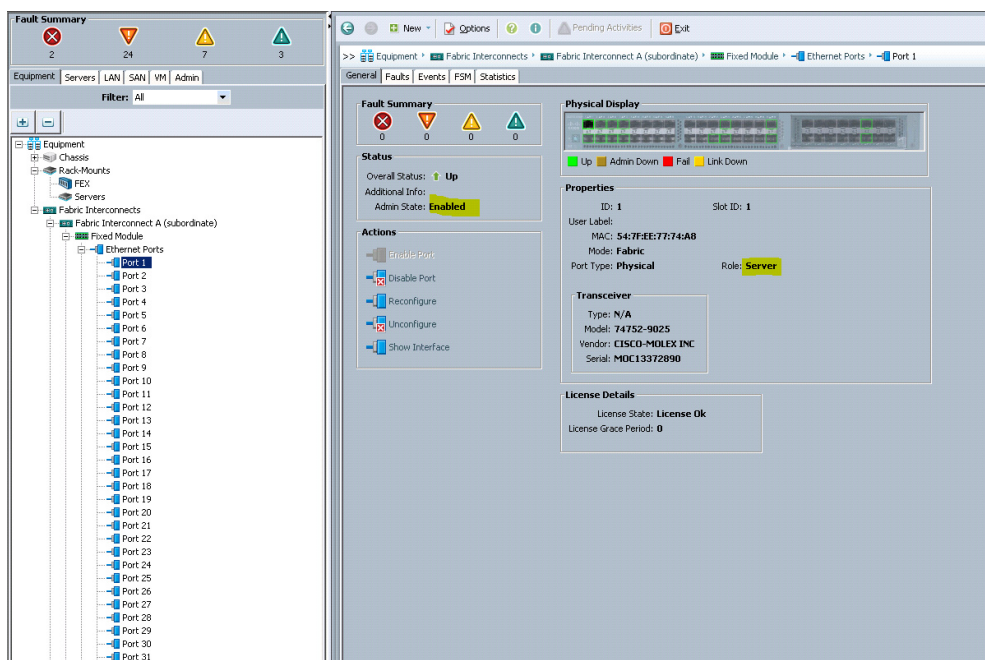 Fault Summary
2 24 7 3
Equipment Servers LAN SAN VM Admin
Filter: All
Equipment
Chassis
Rack-Mounts
FEX
Servers
Fabric Interconnects
Fabric Interconnect A (subordinate)
Fixed Module
Ethernet Ports
Port 1
Port 2
Port 3
Port 4
Port 5
Port 6
Port 7
Port 8
Port 9
Port 10
Port 11
Port 12
Port 13
Port 14
Port 15
Port 16
Port 17
Port 18
Port 19
Port 20
Port 21
Port 22
Port 23
Port 24
Port 25
Port 26
Port 27
Port 28
Port 29
Port 30
Port 31
New Options Pending Activities Exit
>> Equipment Fabric Interconnects Fabric Interconnect A (subordinate) Fixed Module Ethernet Ports Port 1
General Faults Events FSM Statistics
Fault Summary
0 0 0 0
Status
Overall Status: Up
Additional Info:
Admin State: Enabled
Actions
Enable Port
Disable Port
Reconfigure
Unconfigure
Show Interface
Physical Display
Up Admin Down Fail Link Down
Properties
ID: 1 Slot ID: 1
User Label:
MAC: 54:7F:EE:77:74:A8
Mode: Fabric
Port Type: Physical Role: Server
Transceiver
Type: N/A
Model: 74752-9025
Vendor: CISCO-MOLEX INC
Serial: MOC13372890
License Details
License State: License Ok
License Grace Period: 0